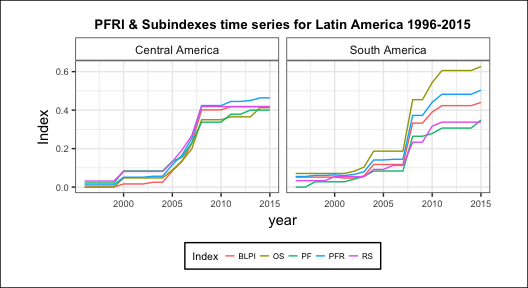 PFRI & Subindexes time series for Latin America 1996-2015
Central America South America
0.6
0.4
0.2
0.0
Index
2000 2005 2010 2015 2000 2005 2010 2015
year
Index BLPI OS PF PFR RS